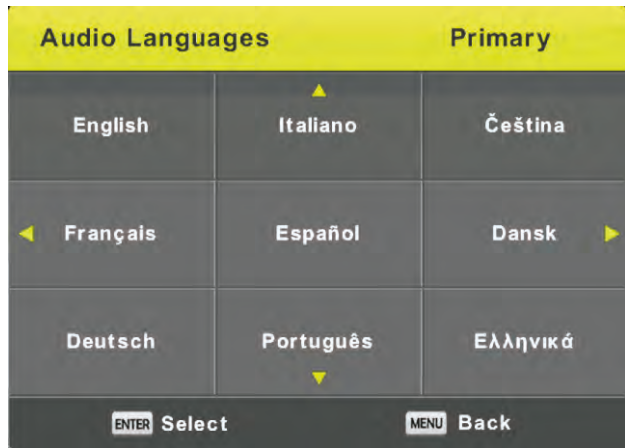 Audio Languages Primary
English Italiano Čeština
Français Español Dansk
Deutsch Português Ελληνικά
ENTER Select MENU Back